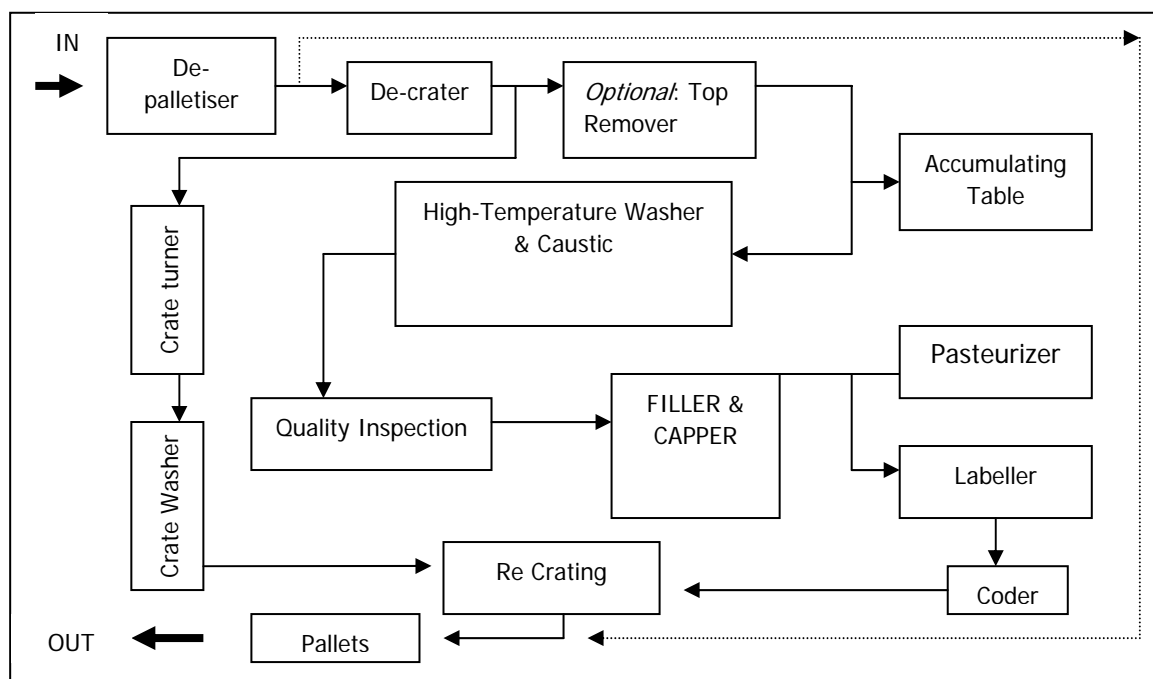 IN
De-
palletiser
De-crater
Optional: Top
Remover
Accumulating
Table
High-Temperature Washer
& Caustic
Crate turner
Pasteurizer
Quality Inspection
FILLER &
CAPPER
Crate Washer
Labeller
Re Crating
Coder
OUT
Pallets